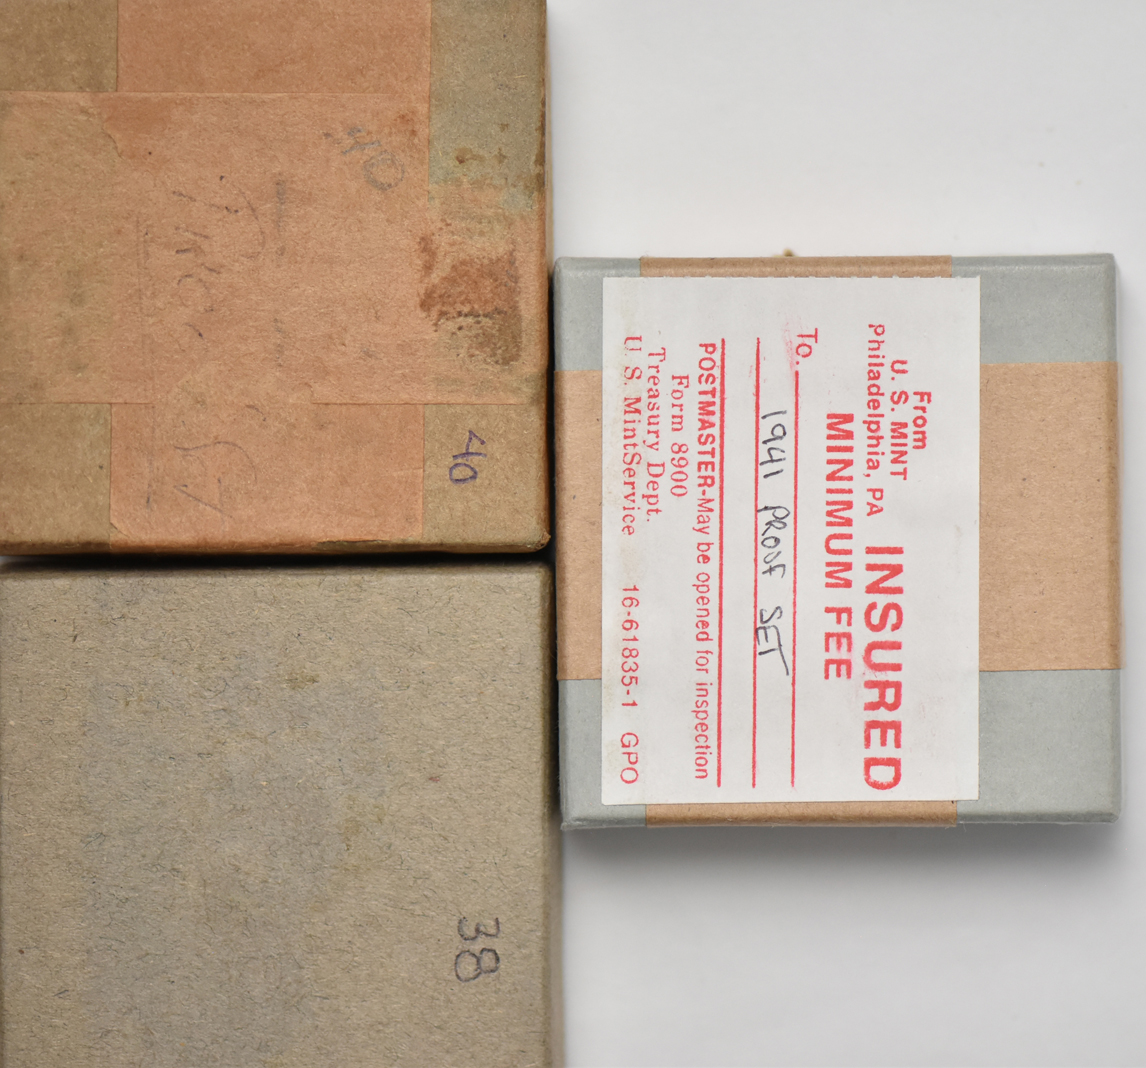 From
U. S. MINT
Philadelphia, PA INSURED
MINIMUM FEE
To.
1941 PROOF SET
POSTMASTER-May be opened for inspection
Form 8900
Treasury Dept.
U. S. MintService 16-61835-1 GPO
40
40
38